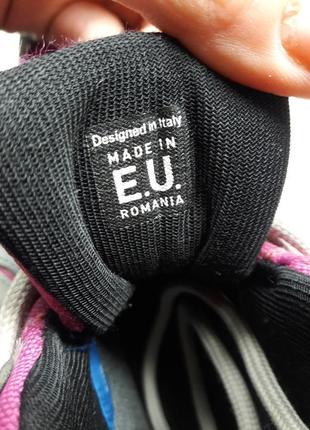 Designed in Italy
MADE IN
E.U.
ROMANIA